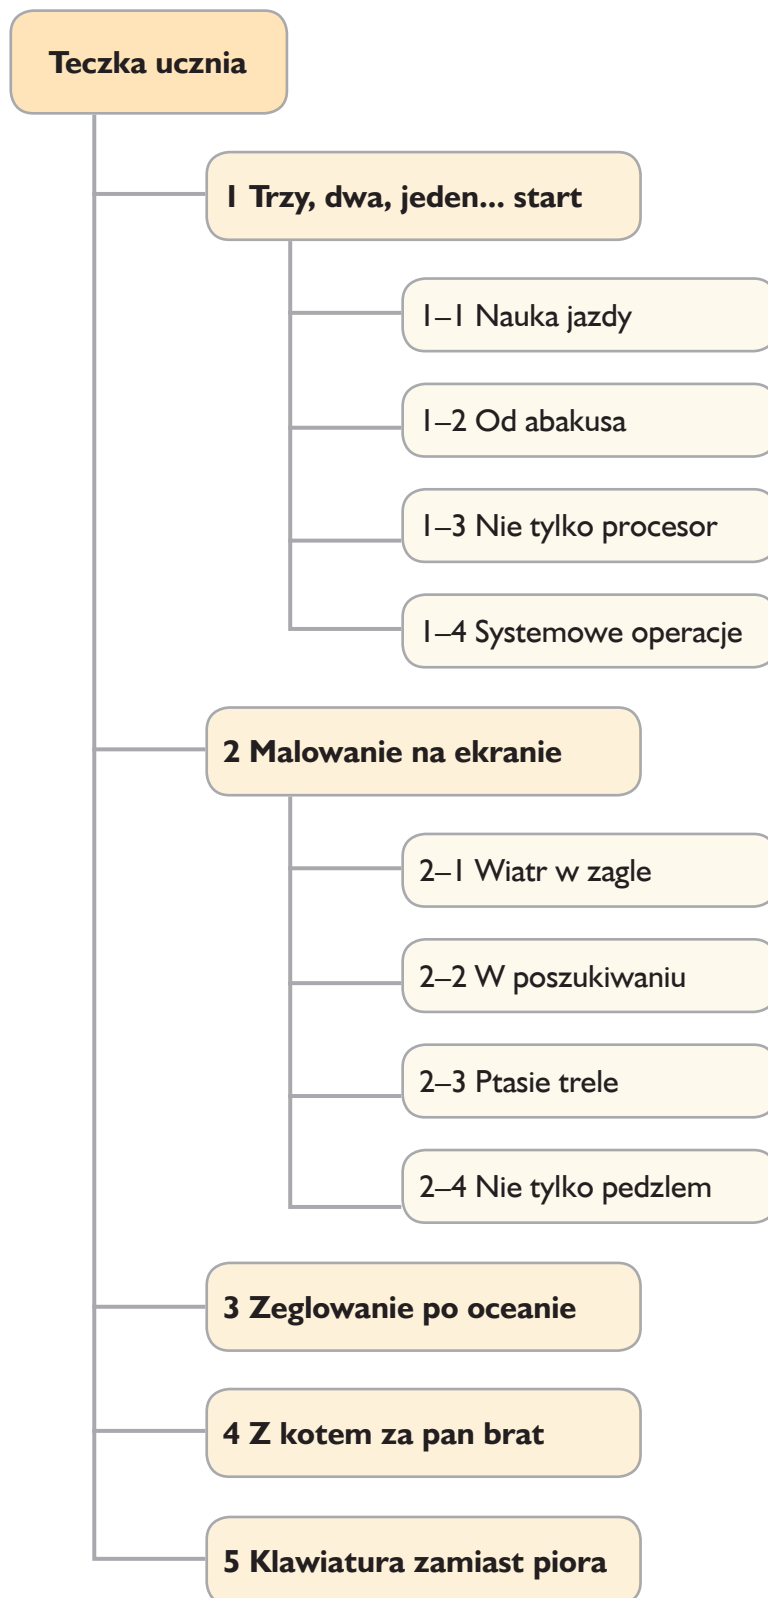 Teczka ucznia
1 Trzy, dwa, jeden... start
1–1 Nauka jazdy
1–2 Od abakusa
1–3 Nie tylko procesor
1–4 Systemowe operacje
2 Malowanie na ekranie
2–1 Wiatr w zagle
2–2 W poszukiwaniu
2–3 Ptasie trele
2–4 Nie tylko pedzlem
3 Zeglowanie po oceanie
4 Z kotem za pan brat
5 Klawiatura zamiast piora